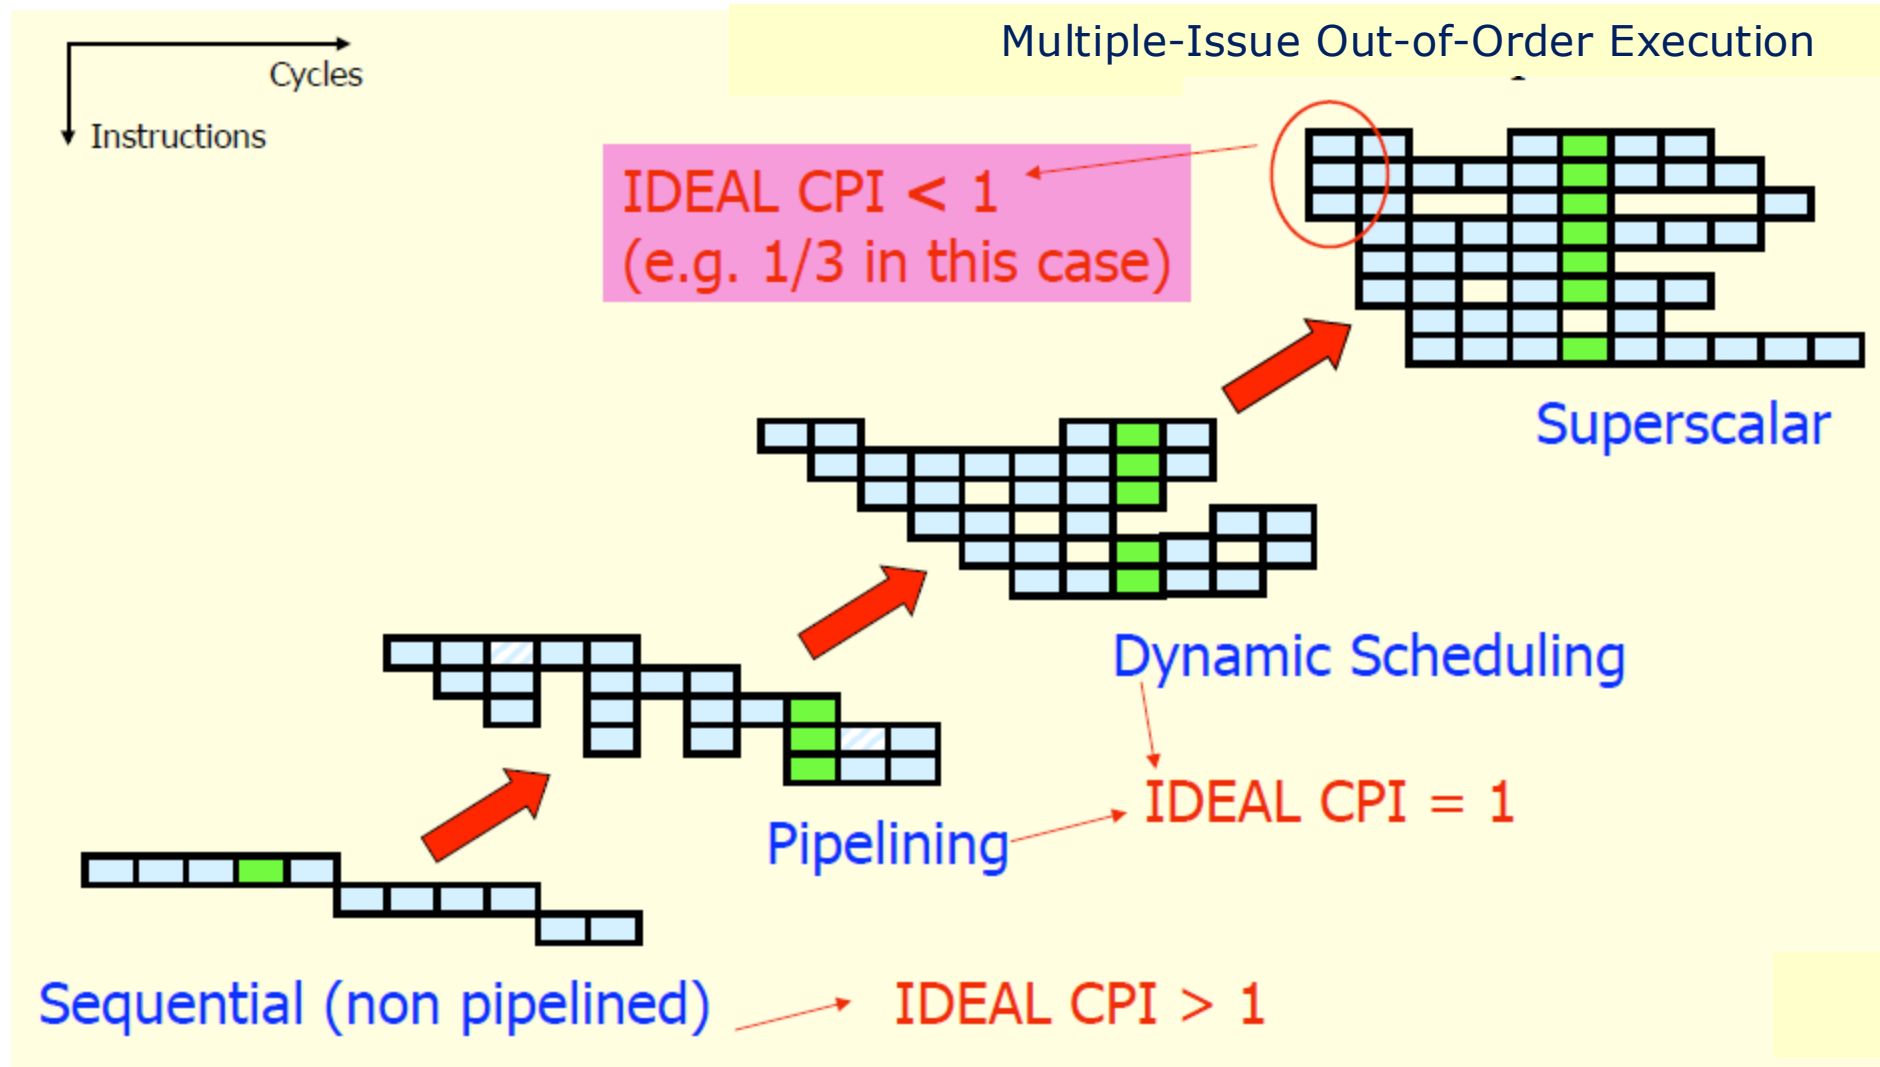 Multiple-Issue Out-of-Order Execution
Cycles
Instructions
IDEAL CPI < 1
(e.g. 1/3 in this case)
Superscalar
Dynamic Scheduling
IDEAL CPI = 1
Pipelining
Sequential (non pipelined)
IDEAL CPI > 1